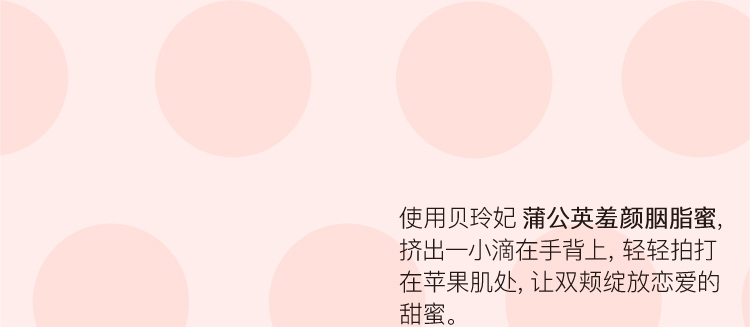 使用贝玲妃 蒲公英羞颜胭脂蜜,
挤出一小滴在手背上, 轻轻拍打
在苹果肌处, 让双颊绽放恋爱的
甜蜜。